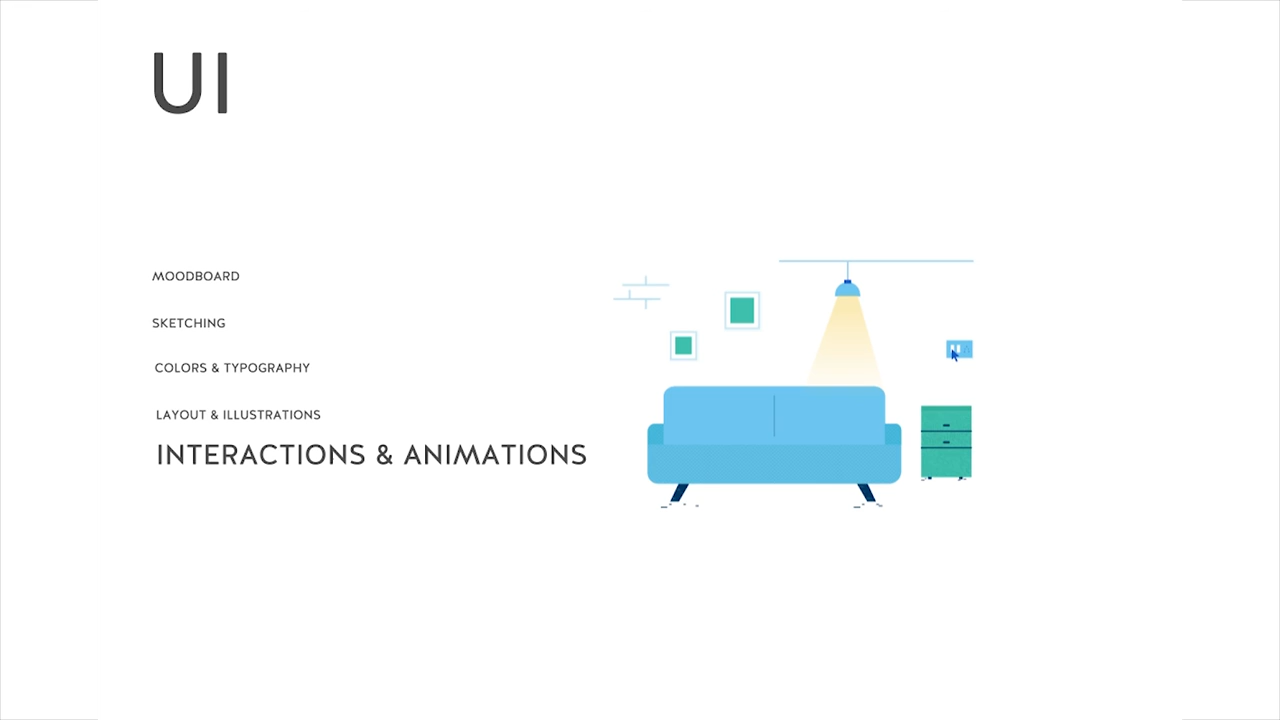 UI
MOODBOARD
SKETCHING
COLORS & TYPOGRAPHY
LAYOUT & ILLUSTRATIONS
INTERACTIONS & ANIMATIONS